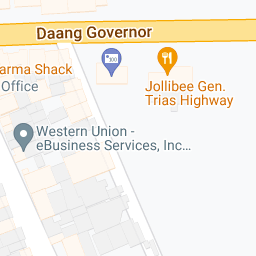 Daang Governor
arma Shack
Office
Jollibee Gen.
Trias Highway
Western Union -
eBusiness Services, Inc...